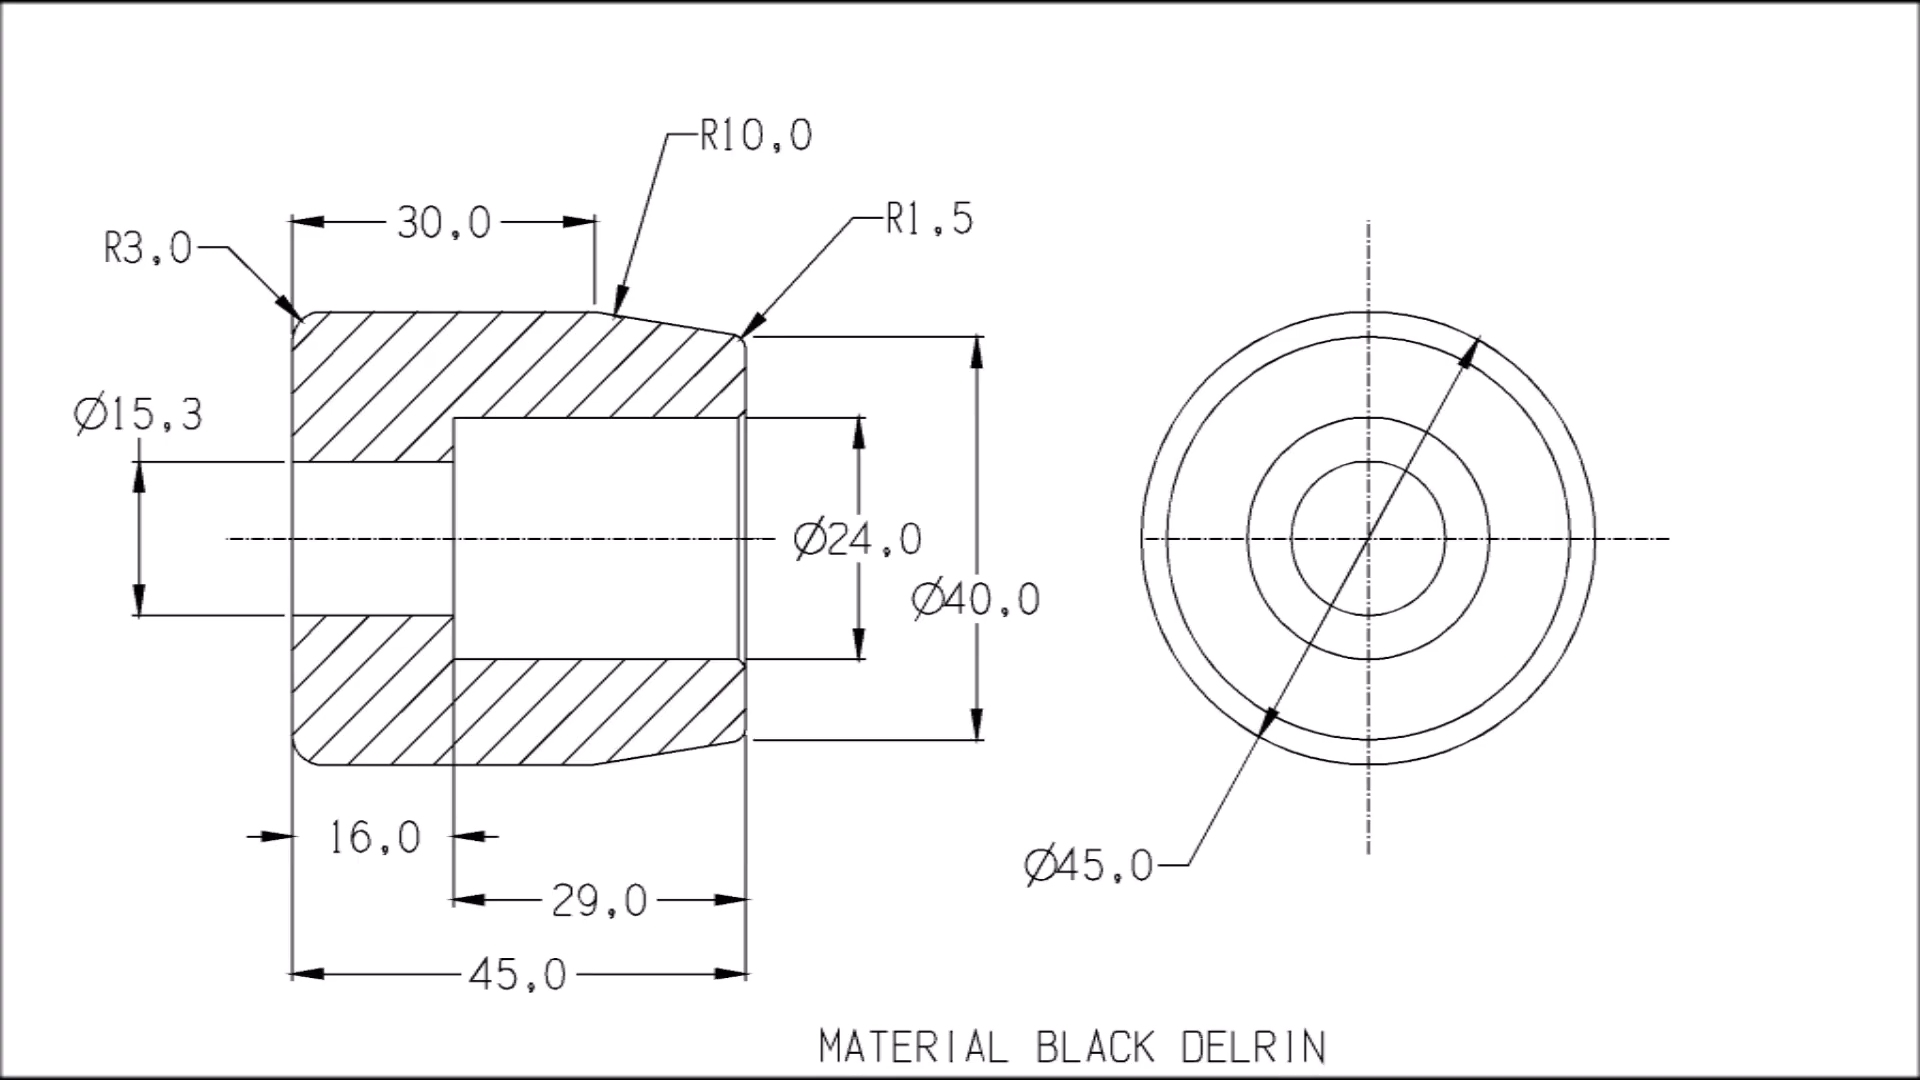 R10,0
R1,5
30,0
R3,0
Ø15,3
Ø24,0
Ø40,0
16,0
Ø45,0
29,0
45,0
MATERIAL BLACK DELRIN